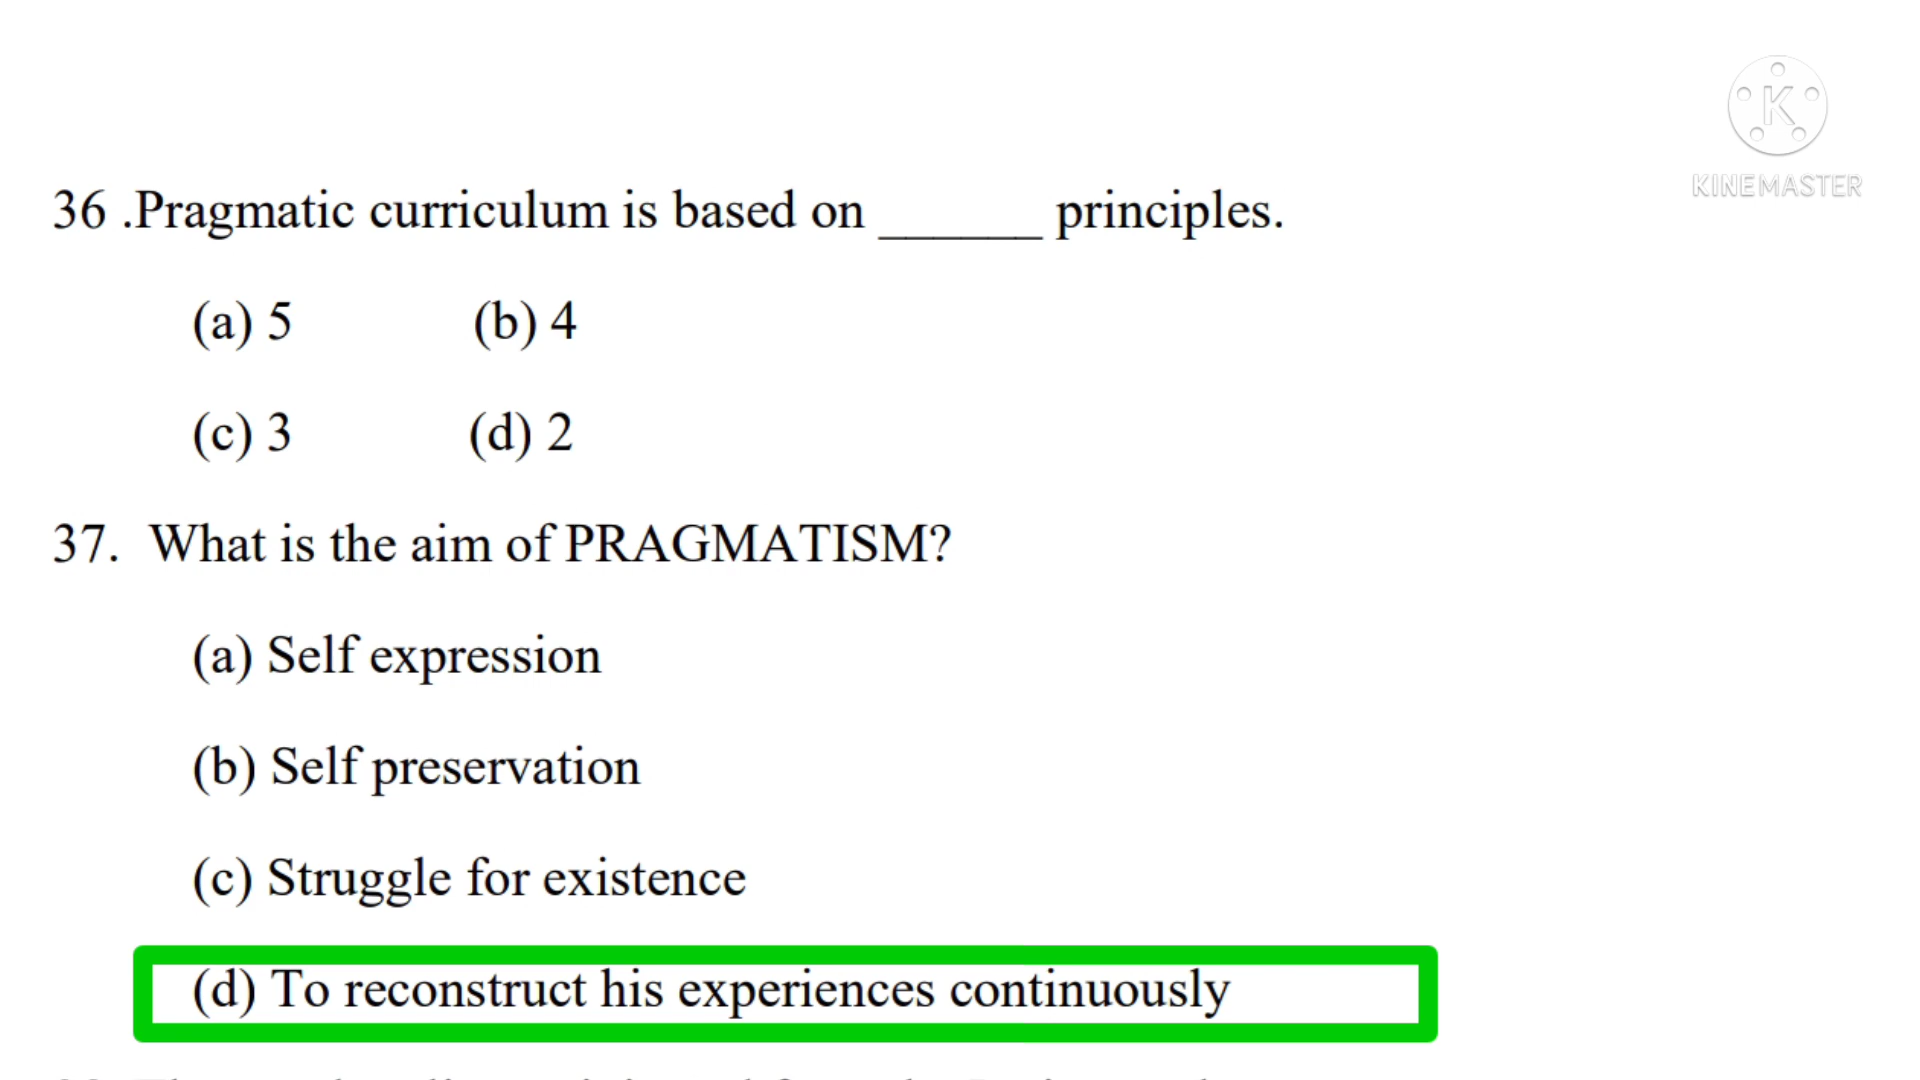 K
KINEMASTER
36 .Pragmatic curriculum is based on ______ principles.
(a) 5 (b) 4
(c) 3 (d) 2
37. What is the aim of PRAGMATISM?
(a) Self expression
(b) Self preservation
(c) Struggle for existence
(d) To reconstruct his experiences continuously